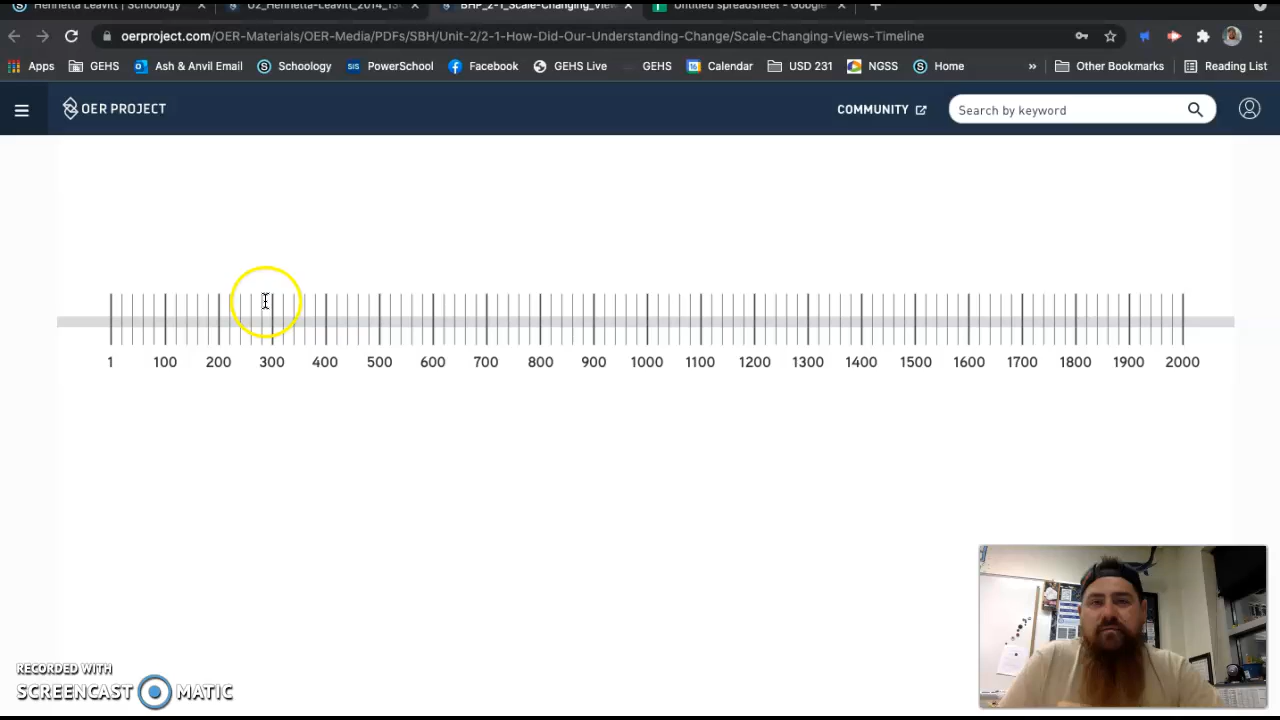 Henrietta Leavitt | Schoology
U2_Henrietta-Leavitt_2014_13
BHP_2-1_Scale-Changing_View
Untitled spreadsheet - Google
oerproject.com/OER-Materials/OER-Media/PDFs/SBH/Unit-2/2-1-How-Did-Our-Understanding-Change/Scale-Changing-Views-Timeline
Apps GEHS Ash & Anvil Email Schoology SIS PowerSchool Facebook GEHS Live GEHS 16 Calendar USD 231 NGSS Home » Other Bookmarks Reading List
OER PROJECT
COMMUNITY
Search by keyword
1 100 200 300 400 500 600 700 800 900 1000 1100 1200 1300 1400 1500 1600 1700 1800 1900 2000
RECORDED WITH
SCREENCAST MATIC